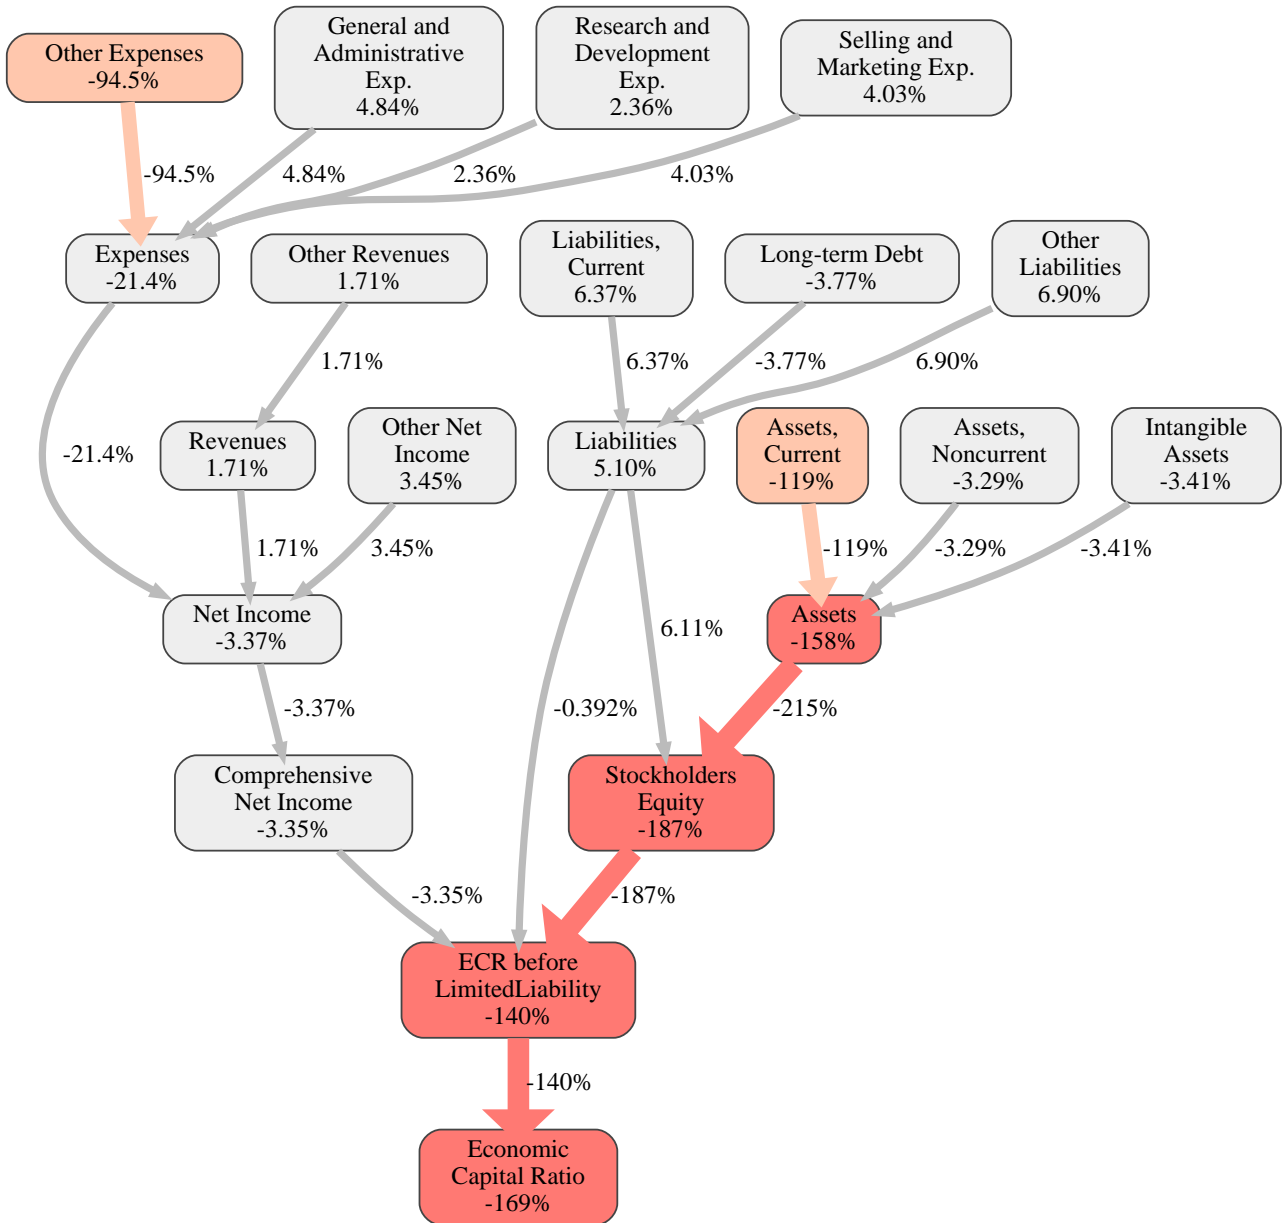 Other Expenses
-94.5%
General and
Administrative
Exp.
4.84%
Research and
Development
Exp.
2.36%
Selling and
Marketing Exp.
4.03%
-94.5%
4.84%
2.36%
4.03%
Expenses
-21.4%
Other Revenues
1.71%
Liabilities,
Current
6.37%
Long-term Debt
-3.77%
Other
Liabilities
6.90%
1.71%
6.37%
-3.77%
6.90%
-21.4%
Revenues
1.71%
Other Net
Income
3.45%
Liabilities
5.10%
Assets,
Current
-119%
Assets,
Noncurrent
-3.29%
Intangible
Assets
-3.41%
1.71%
3.45%
-119%
-3.29%
-3.41%
Net Income
-3.37%
6.11%
Assets
-158%
-3.37%
-0.392%
-215%
Comprehensive
Net Income
-3.35%
Stockholders
Equity
-187%
-3.35%
-187%
ECR before
LimitedLiability
-140%
-140%
Economic
Capital Ratio
-169%